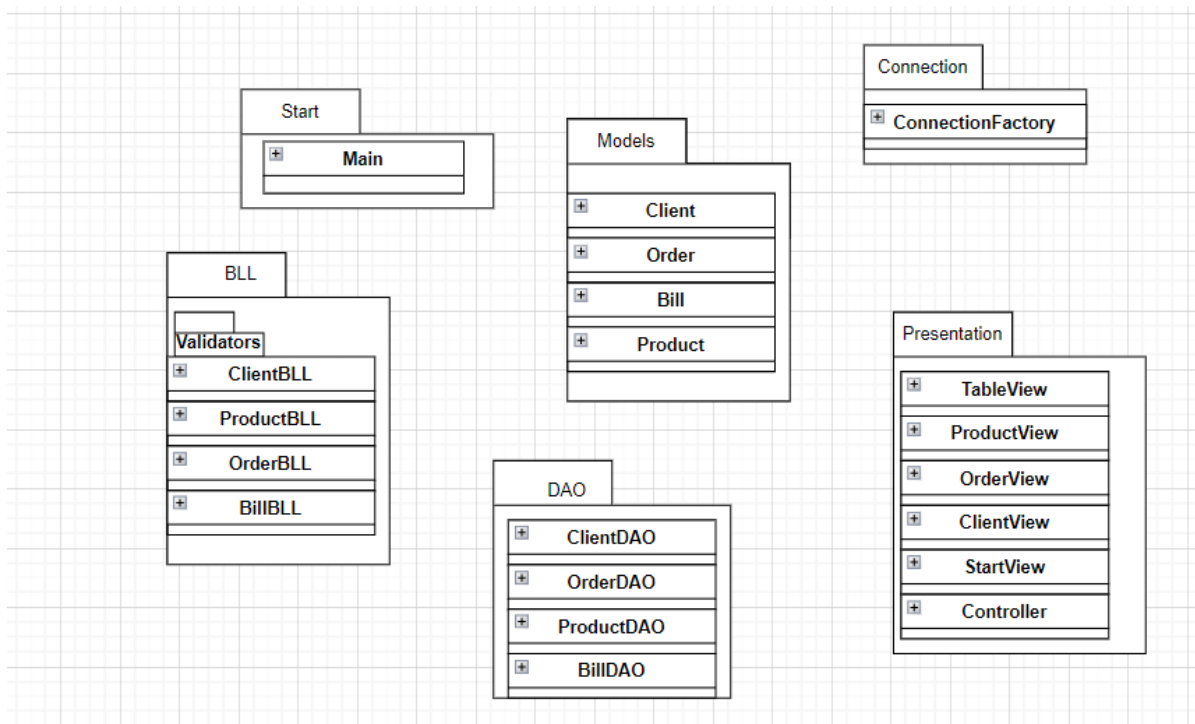 Start
Main
Models
Client
Order
Bill
Product
Connection
ConnectionFactory
BLL
Validators
ClientBLL
ProductBLL
OrderBLL
BillBLL
DAO
ClientDAO
OrderDAO
ProductDAO
BillDAO
Presentation
TableView
ProductView
OrderView
ClientView
StartView
Controller